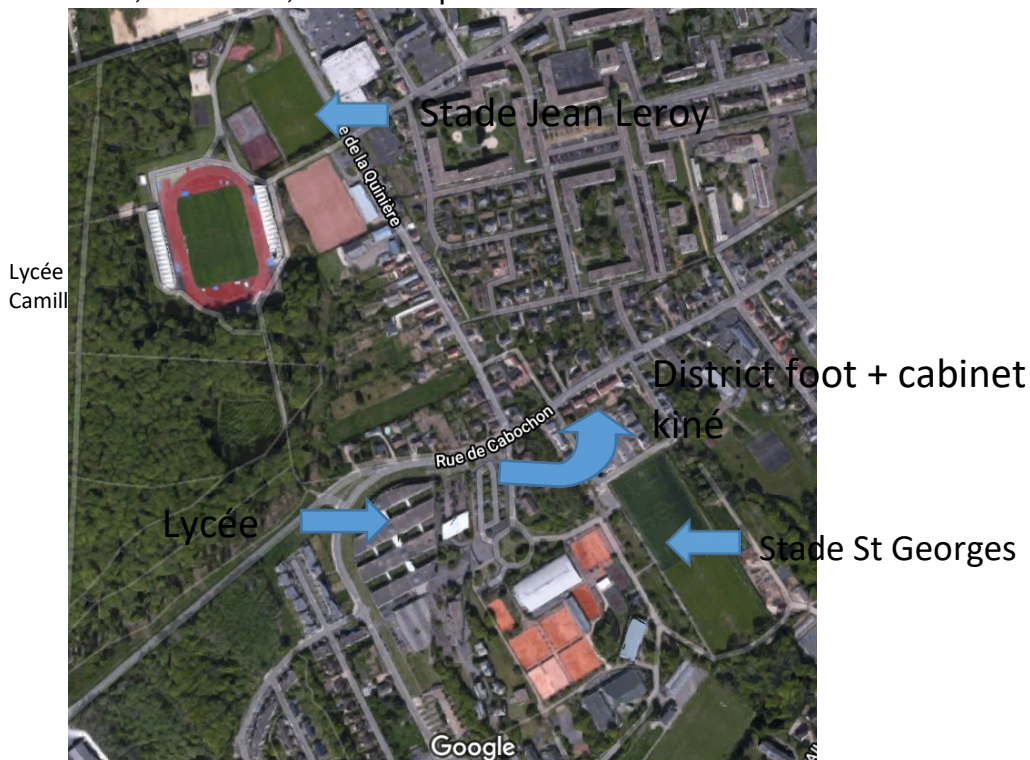 Stade Jean Leroy
e de la Quinière
Lycée
Camill
District foot + cabinet
kiné
Rue de Cabochon
Lycée
Stade St Georges
Google